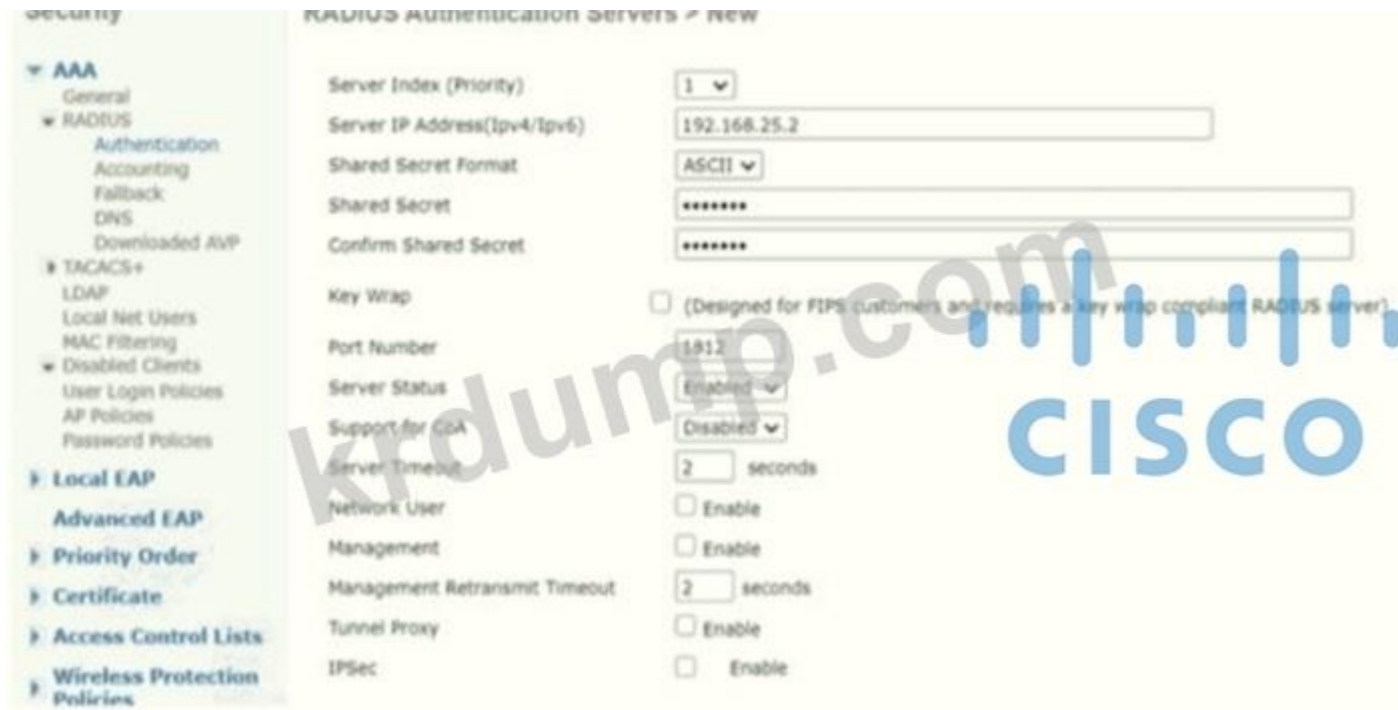 Security
RADIUS Authentication Servers > New
AAA
General
RADIUS
Authentication
Accounting
Fallback
DNS
Downloaded AVP
TACACS+
LDAP
Local Net Users
MAC Filtering
Disabled Clients
User Login Policies
AP Policies
Password Policies
Local EAP
Advanced EAP
Priority Order
Certificate
Access Control Lists
Wireless Protection
Policies
Server Index (Priority) 1
Server IP Address(Ipv4/Ipv6) 192.168.25.2
Shared Secret Format ASCII
Shared Secret •••••••
Confirm Shared Secret •••••••
Key Wrap (Designed for FIPS customers and requires a key wrap compliant RADIUS server)
Port Number 1812
Server Status Enabled
Support for CoA Disabled
Server Timeout 2 seconds
Network User Enable
Management Enable
Management Retransmit Timeout 2 seconds
Tunnel Proxy Enable
IPSec Enable
krdump.com
CISCO